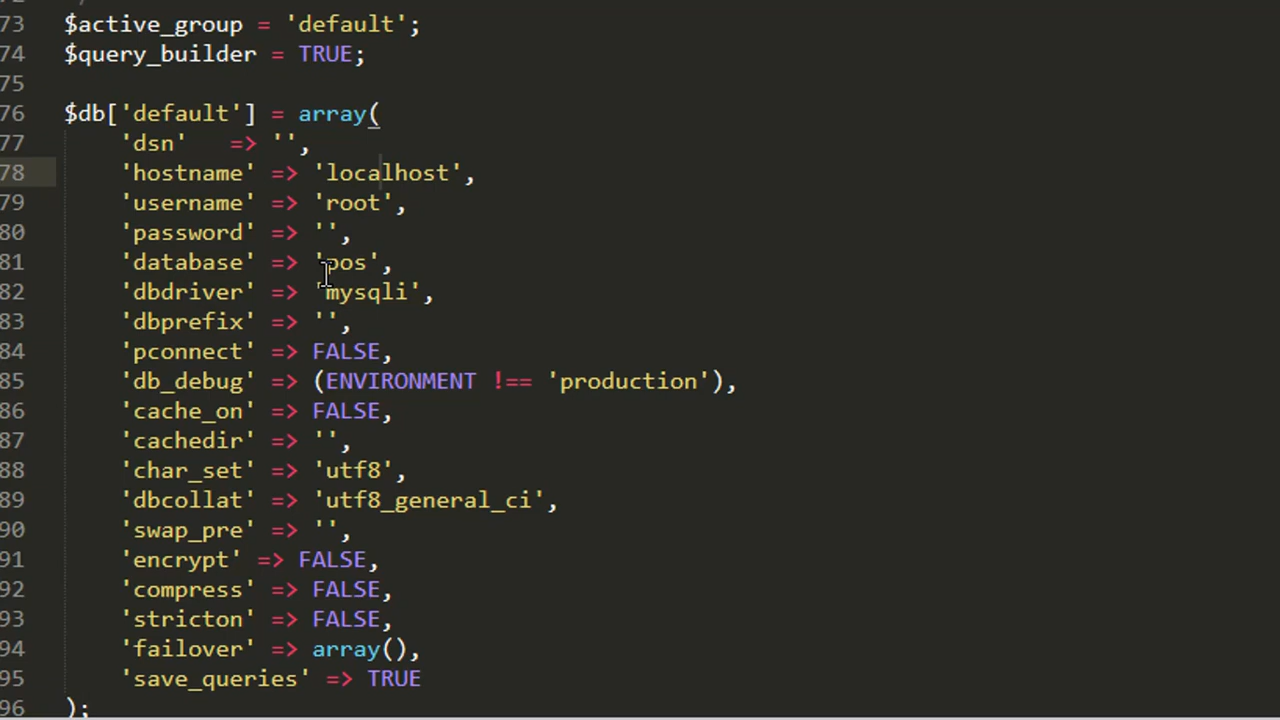 73 $active_group = 'default';
74 $query_builder = TRUE;
75
76 $db['default'] = array(
77 'dsn' => '',
78 'hostname' => 'localhost',
79 'username' => 'root',
80 'password' => '',
81 'database' => 'pos',
82 'dbdriver' => 'mysqli',
83 'dbprefix' => '',
84 'pconnect' => FALSE,
85 'db_debug' => (ENVIRONMENT !== 'production'),
86 'cache_on' => FALSE,
87 'cachedir' => '',
88 'char_set' => 'utf8',
89 'dbcollat' => 'utf8_general_ci',
90 'swap_pre' => '',
91 'encrypt' => FALSE,
92 'compress' => FALSE,
93 'stricton' => FALSE,
94 'failover' => array(),
95 'save_queries' => TRUE
96 );